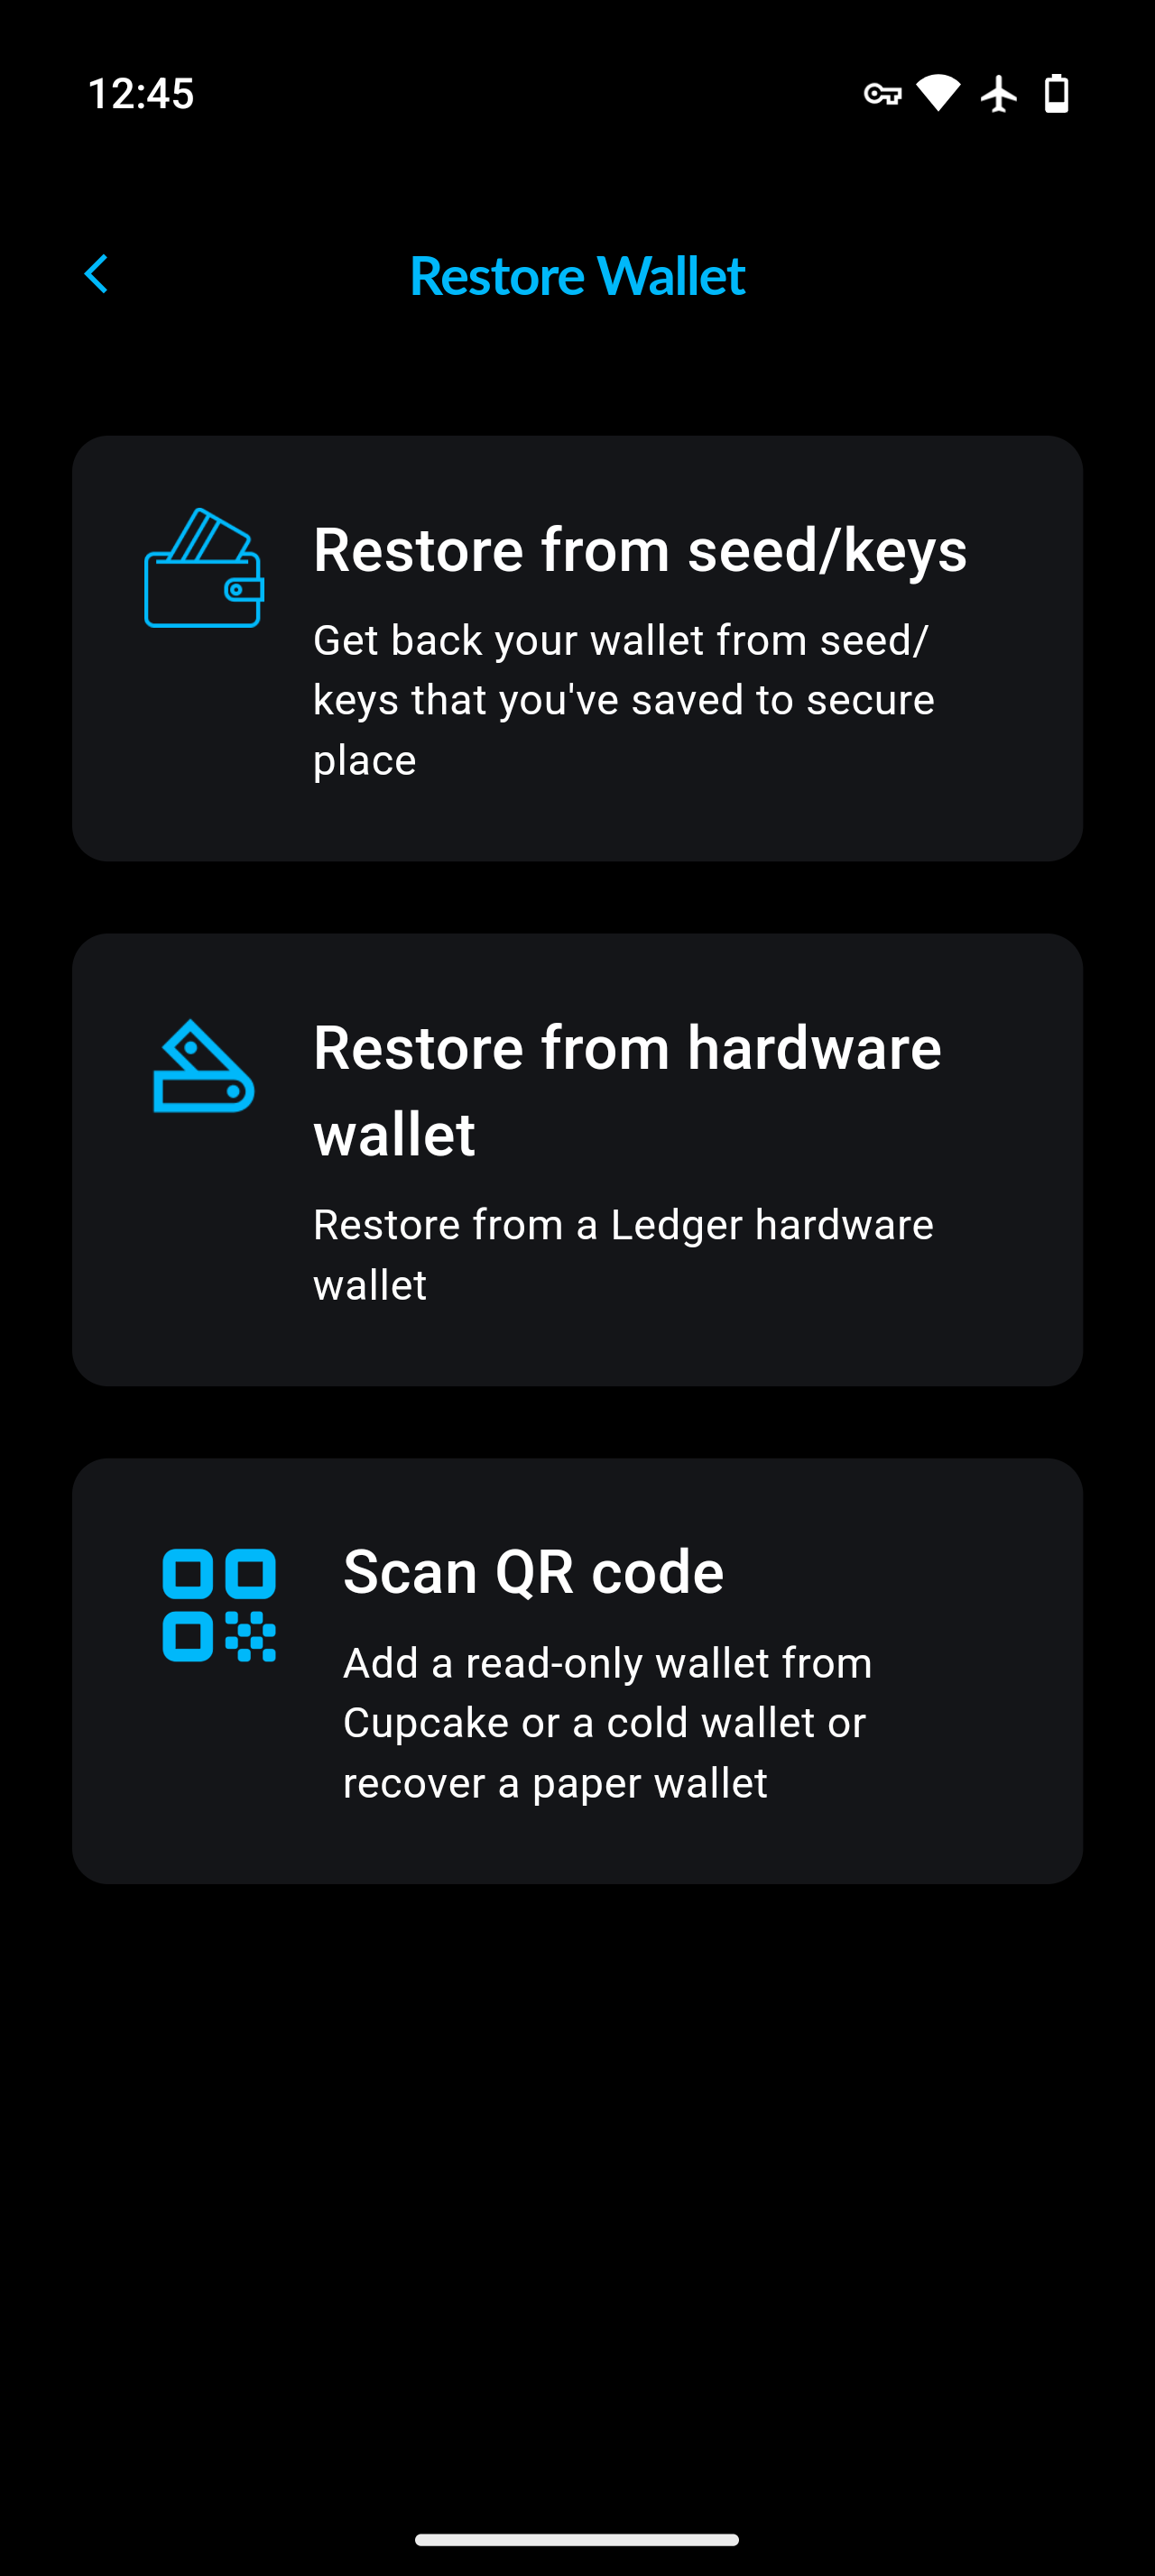 12:45
Restore Wallet
Restore from seed/keys
Get back your wallet from seed/
keys that you've saved to secure
place
Restore from hardware
wallet
Restore from a Ledger hardware
wallet
Scan QR code
Add a read-only wallet from
Cupcake or a cold wallet or
recover a paper wallet